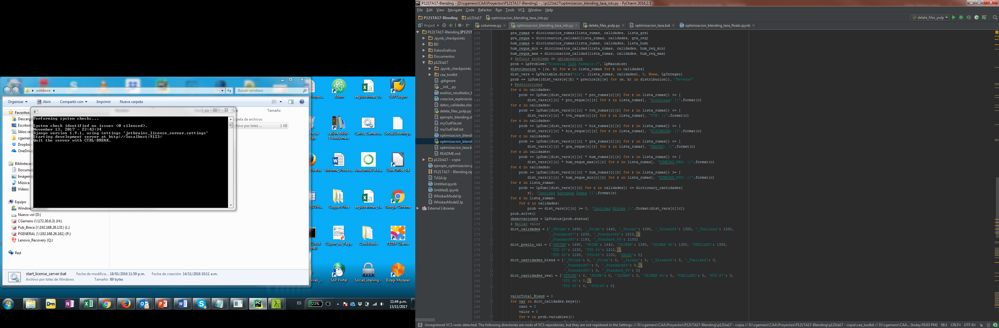 windows
Buscar windows
Organizar
Abrir
Compartir con
Imprimir
Nueva carpeta
Favoritos
Descarg
Escritori
Sitios re
cgamero
Dropbo
OneDriv
Biblioteca
Docume
Imágen
Música
Vídeos
Equipo
Window
Nuevo vol (D:)
CGamero (\\172.30.6.3) (H:)
Pub_Breca (\\192.168.26.131) (L:)
PGENERAL (\\192.168.26.161) (P:)
Lenovo_Recovery (Q:)
Red
Tamaño
peta de archivos
hivo por lotes ...
1 KB
Performing system checks...
System check identified no issues (0 silenced).
November 13, 2017 - 23:43:34
Django version 1.9.1, using settings 'jetbrains_license_server.settings'
Starting development server at http://localhost:9123/
Quit the server with CTRL-BREAK.
start_license_server.bat
Archivo por lotes de Windows
Fecha de modifica... 18/01/2016 11:59 p.m.
Tamaño: 89 bytes
Fecha de creación: 14/11/2016 10:11 a.m.
Atom
segurosrimac_f...
SAP Logon
calibre 64bit - E-book ma...
Carlos_Gamero...
SocialListening...
Firefox
Informe_Protec...
Anaconda3-4.4....
LibreOffice 5.4
Copper Price
segurosrimac_f...
Google Chrome
Cupon_de_Pag...
CookBooks
TEDEF Cliente
SAP Portal
SocialListening...
Bizagi Modeler
ES
23%
11:44 p.m.
13/11/2017
P121TA17-Blending - [D:\cgamero\CAA\Proyectos\P121TA17-Blending] - ...\p121ta17\optimizacion_blending_tasa_ints.py - PyCharm 2016.2.3
File Edit View Navigate Code Refactor Run Tools VCS Window Help
P121TA17-Blending p121ta17 optimizacion_blending_tasa_ints.py
delete_files_pulp
Project
columnas.py
optimizacion_blending_tasa_ints.py
delete_files_pulp.py
optimizacion_tasa.bat
optimizacion_blending_tasa_floats.ipynb
P121TA17-Blending [P121T
.ipynb_checkpoints
BD
DatosGraficos
Documentos
p121ta17
.ipynb_checkpoints
caa_toolkit
.gitignore
__init__.py
analisis_resultados_b
creacion_exploracion
datos_calidades.xlsx
delete_files_pulp.py
ejemplo_blending.xl
myOutFile.txt
myOutFile0.txt
optimizacion_blendi
optimizacion_blendi
optimizacion_tasa.b
README.md
p121ta17 - copia
ejemplo_optimizacion.ip
P121TA17 - Blending.zip
TASA.lp
Untitled.ipynb
Untitled1.ipynb
WhiskasModel.lp
WhiskasModel2.lp
External Libraries
133 gra_rumas = diccionarios_rumas(lista_rumas, calidades, lista_gra)
134 gra_reque = diccionarios_calidad(lista_rumas, calidades, gra_req)
135 hum_rumas = diccionarios_rumas(lista_rumas, calidades, lista_hum)
136 hum_reque_min = diccionarios_calidad(lista_rumas, calidades, hum_req_min)
137 hum_reque_max = diccionarios_calidad(lista_rumas, calidades, hum_req_max)
138 # Definir problema de optimizacion
139 prob = LpProblem("Blending TASA Example-3", LpMaximize)
140 distribucion = [(w, b) for w in lista_rumas for b in calidades]
141 dist_vars = LpVariable.dicts("mix", (lista_rumas, calidades), 0, None, LpInteger)
142 prob += lpSum([dist_vars[w][b] * precios[b][w] for (w, b) in distribucion]), "Revenue"
143 # Restricciones
144 for c in calidades:
145 prob += lpSum([dist_vars[r][c] * pro_rumas[c][r] for r in lista_rumas]) >= [
146 dist_vars[r][c] * pro_reque[c][r] for r in lista_rumas], "Proteinas: {}".format(c)
147 for c in calidades:
148 prob += lpSum([dist_vars[r][c] * tvn_rumas[c][r] for r in lista_rumas]) <= [
149 dist_vars[r][c] * tvn_reque[c][r] for r in lista_rumas], "TVN: {}".format(c)
150 for c in calidades:
151 prob += lpSum([dist_vars[r][c] * his_rumas[c][r] for r in lista_rumas]) <= [
152 dist_vars[r][c] * his_reque[c][r] for r in lista_rumas], "HISTAMINA: {}".format(c)
153 for c in calidades:
154 prob += lpSum([dist_vars[r][c] * gra_rumas[c][r] for r in lista_rumas]) <= [
155 dist_vars[r][c] * gra_reque[c][r] for r in lista_rumas], "GRASAS: {}".format(c)
156 for c in calidades:
157 prob += lpSum([dist_vars[r][c] * hum_rumas[c][r] for r in lista_rumas]) <= [
158 dist_vars[r][c] * hum_reque_max[c][r] for r in lista_rumas], "HUMEDAD_MAX: {}".format(c)
159 for c in calidades:
160 prob += lpSum([dist_vars[r][c] * hum_rumas[c][r] for r in lista_rumas]) >= [
161 dist_vars[r][c] * hum_reque_min[c][r] for r in lista_rumas], "HUMEDAD_MIN: {}".format(c)
162 for r in lista_rumas:
163 prob += lpSum([dist_vars[r][c] for c in calidades]) <= dictionary_cantidades[
164 r], 'Cantidad Agregada Rumas {}'.format(r)
165 for r in lista_rumas:
166 for c in calidades:
167 prob += dist_vars[r][c] >= 0, 'Cantidad Minima {}'.format(dist_vars[r][c])
168 prob.solve()
169 observaciones = LpStatus[prob.status]
170 # Hallar valor
171 dict_calidades = {'_SPrime': 1490, '_Prime': 1440, '_Taiwan': 1390, '_Taiwan66': 1350, '_Thailand': 1330,
172 '_Standard67': 1230, '_Standard66': 1212, \
173 '_Standard65': 1193, '_Standard_65': 1100}
174 dict_precio_cal = {'SPRIME': 1490, 'PRIME': 1440, 'TAIWAN': 1390, 'TAIWAN 66': 1350, 'THAILAND': 1330,
175 'STD 67': 1230, 'STD 66': 1212, \
176 'STD 65': 1193, 'STD<65': 1100, 'SALDO': 0}
177 dict_cantidades_blend = {'_SPrime': 0, '_Prime': 0, '_Taiwan': 0, '_Taiwan66': 0, '_Thailand': 0,
178 '_Standard67': 0, '_Standard66': 0, \
179 '_Standard65': 0, '_Standard_65': 0}
180 dict_cantidades_real = {'SPRIME': 0, 'PRIME': 0, 'TAIWAN': 0, 'TAIWAN 66': 0, 'THAILAND': 0, 'STD 67': 0,
181 'STD 66': 0, \
182 'STD 65': 0, 'STD<65': 0}
183
184 valorTotal_Blend = 0
185 for var in dict_calidades.keys():
186 cant = 0
187 valor = 0
188 for v in prob.variables():
Unregistered VCS roots detected: The following directories are roots of VCS repositories, but they are not registered in the Settings: // D:\cgamero\CAA\Proyectos\P121TA17-Blending\p121ta17 - copia // D:\cgamero\CAA\Proyectos\P121TA17-Blending\p121ta17 - copia\caa_toolkit // D:\cgamero\CAA... (today 05:03 PM)
58:1 CRLF UTF-8